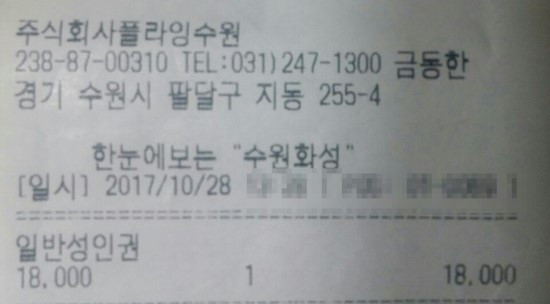 주식회사플라잉수원
238-87-00310 TEL:031)247-1300 금동한
경기 수원시 팔달구 지동 255-4
한눈에보는 "수원화성"
[일시] 2017/10/28
일반성인권
18,000 1 18,000